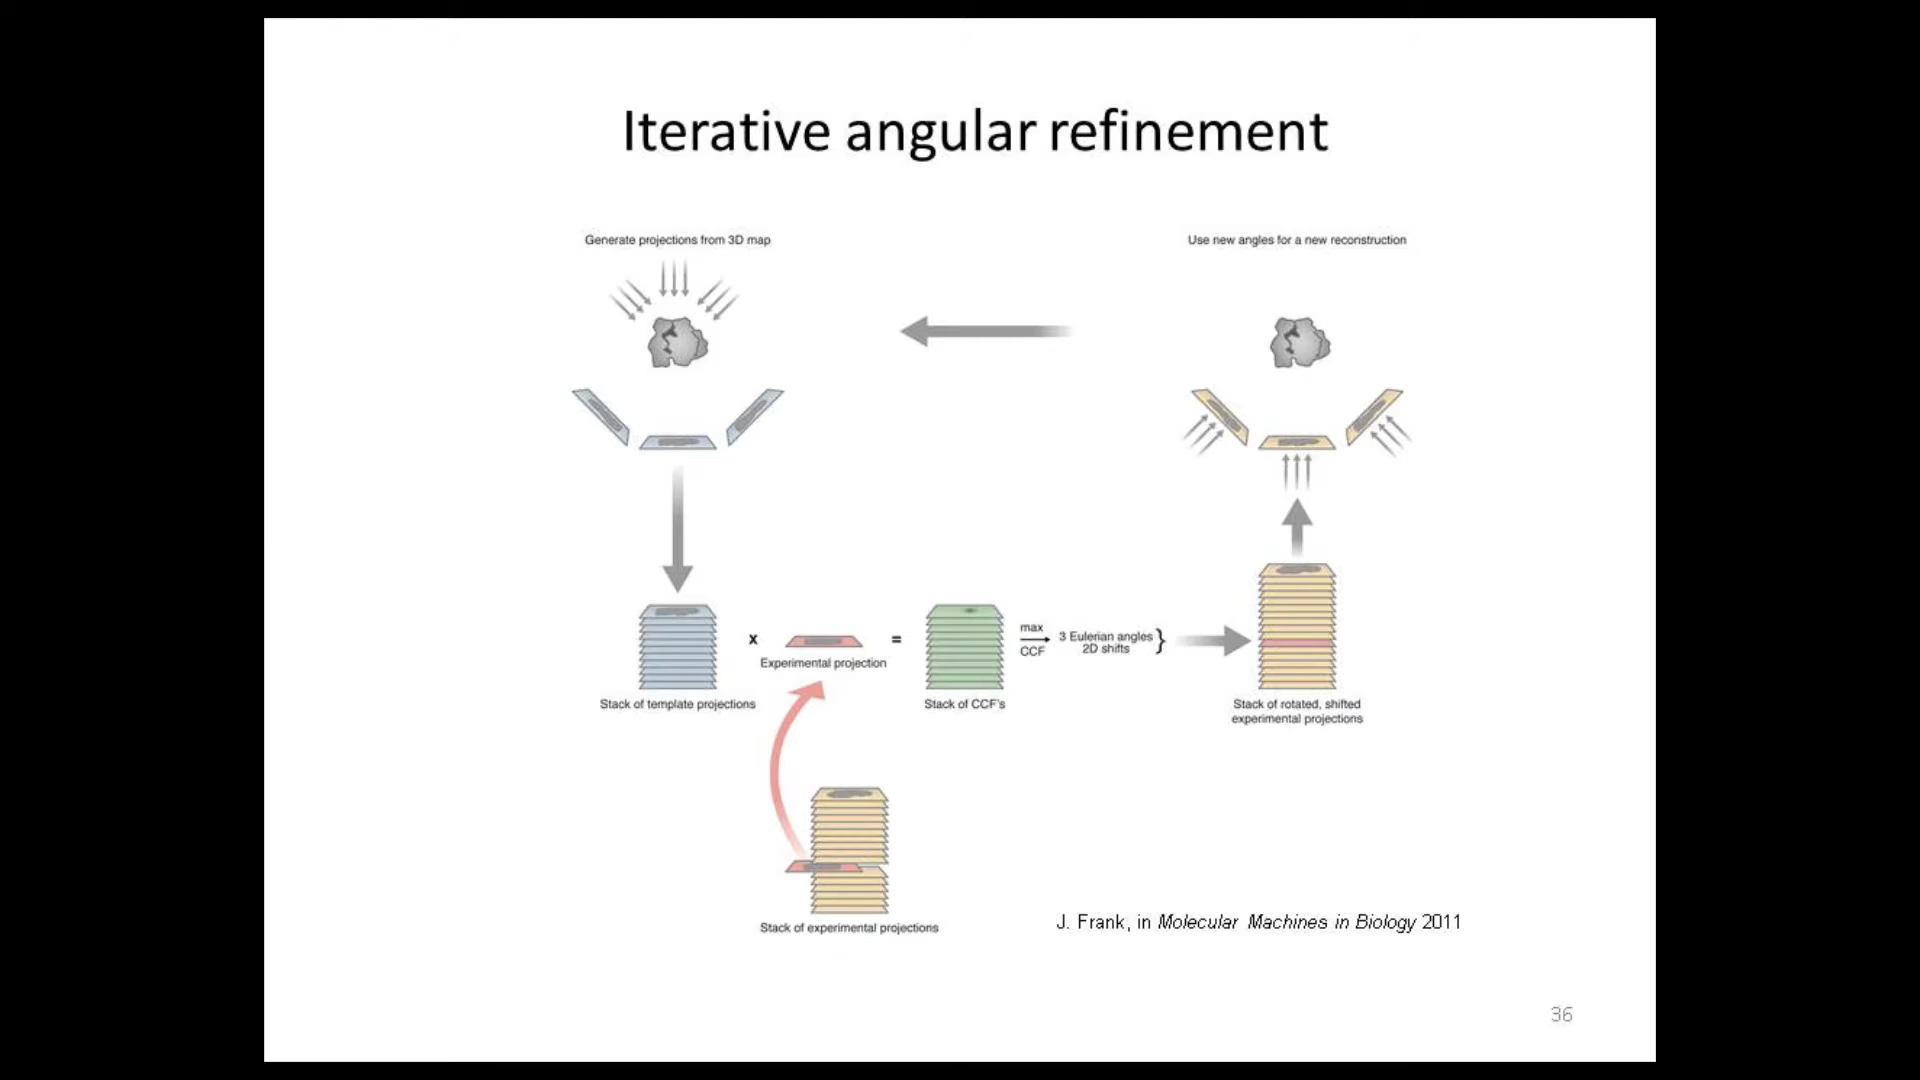 Iterative angular refinement
Generate projections from 3D map
Use new angles for a new reconstruction
x
=
Experimental projection
max
CCF
3 Eulerian angles
2D shifts
}
Stack of template projections
Stack of CCF's
Stack of rotated, shifted
experimental projections
Stack of experimental projections
J. Frank, in Molecular Machines in Biology 2011
36